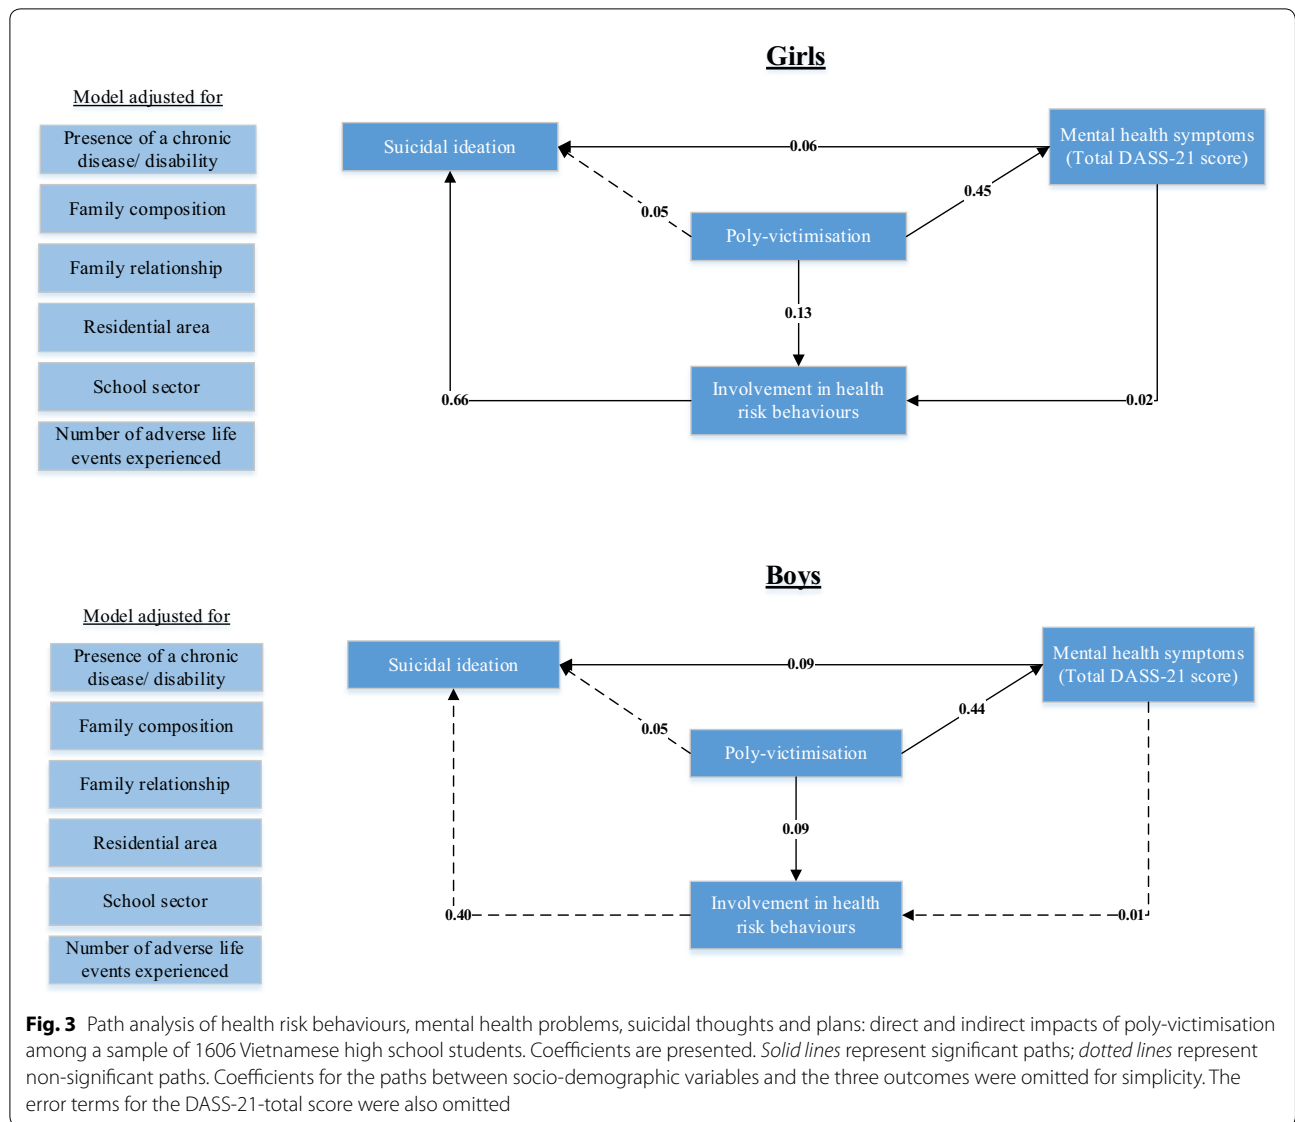 Girls
Model adjusted for
Presence of a chronic
disease/ disability
Family composition
Family relationship
Residential area
School sector
Number of adverse life
events experienced
Suicidal ideation
0.06
Mental health symptoms
(Total DASS-21 score)
0.05
0.45
Poly-victimisation
0.13
Involvement in health
risk behaviours
0.66
0.02
Boys
Model adjusted for
Presence of a chronic
disease/ disability
Family composition
Family relationship
Residential area
School sector
Number of adverse life
events experienced
Suicidal ideation
0.09
Mental health symptoms
(Total DASS-21 score)
0.05
0.44
Poly-victimisation
0.09
Involvement in health
risk behaviours
0.40
0.01
Fig. 3 Path analysis of health risk behaviours, mental health problems, suicidal thoughts and plans: direct and indirect impacts of poly-victimisation
among a sample of 1606 Vietnamese high school students. Coefficients are presented. Solid lines represent significant paths; dotted lines represent
non-significant paths. Coefficients for the paths between socio-demographic variables and the three outcomes were omitted for simplicity. The
error terms for the DASS-21-total score were also omitted